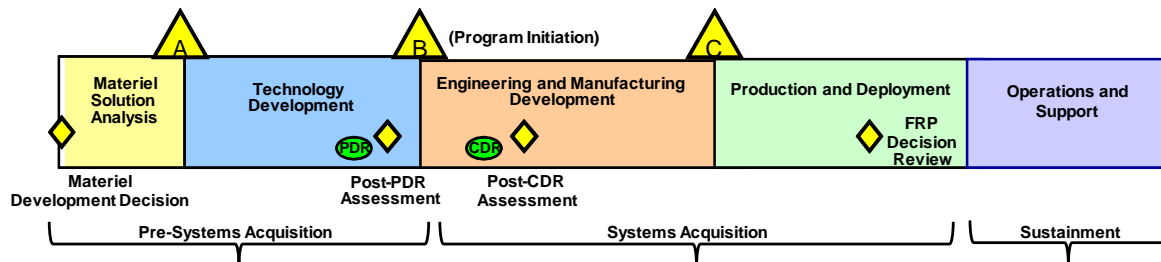 A
B
(Program Initiation)
C
Materiel
Solution
Analysis
Technology
Development
Engineering and Manufacturing
Development
Production and Deployment
Operations and
Support
PDR
CDR
FRP
Decision
Review
Materiel
Development Decision
Post-PDR
Assessment
Post-CDR
Assessment
Pre-Systems Acquisition
Systems Acquisition
Sustainment